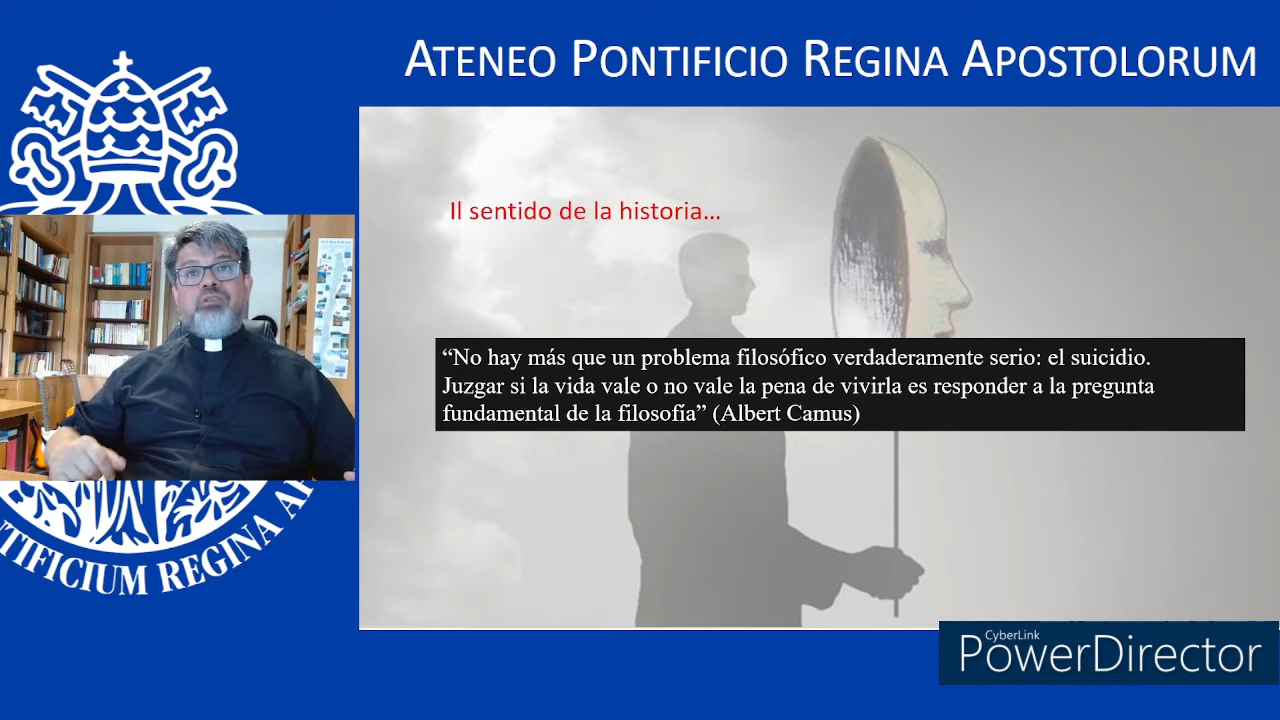 ATENEO PONTIFICIO REGINA APOSTOLORUM
Il sentido de la historia...
“No hay más que un problema filosófico verdaderamente serio: el suicidio.
Juzgar si la vida vale o no vale la pena de vivirla es responder a la pregunta
fundamental de la filosofía” (Albert Camus)
TIFICIUM REGINA AP
CyberLink
PowerDirector